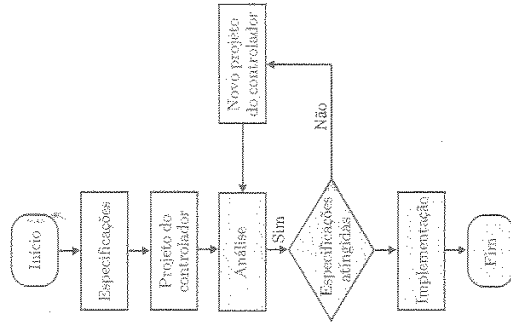 Início
Especificações
Projeto do
controlador
Análise
Novo projeto
do controlador
Sim
Especificações
atingidas
Não
Implementação
Fim